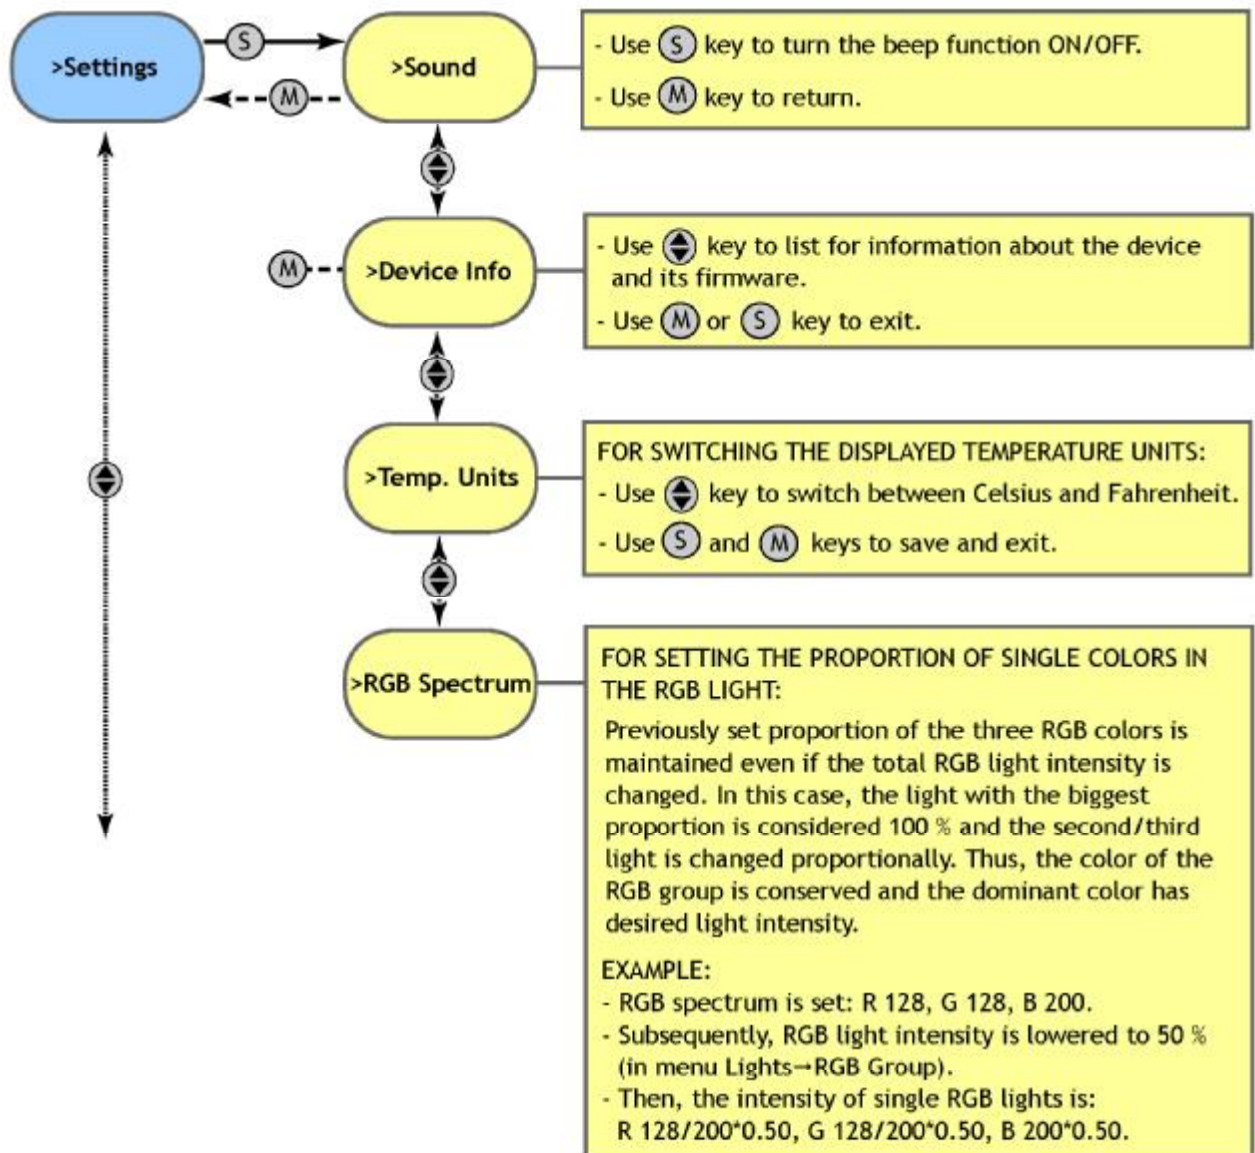 >Settings
S
M
>Sound
- Use S key to turn the beep function ON/OFF.
- Use M key to return.
M
>Device Info
- Use key to list for information about the device
and its firmware.
- Use M or S key to exit.
>Temp. Units
FOR SWITCHING THE DISPLAYED TEMPERATURE UNITS:
- Use key to switch between Celsius and Fahrenheit.
- Use S and M keys to save and exit.
>RGB Spectrum
FOR SETTING THE PROPORTION OF SINGLE COLORS IN
THE RGB LIGHT:
Previously set proportion of the three RGB colors is
maintained even if the total RGB light intensity is
changed. In this case, the light with the biggest
proportion is considered 100 % and the second/third
light is changed proportionally. Thus, the color of the
RGB group is conserved and the dominant color has
desired light intensity.
EXAMPLE:
- RGB spectrum is set: R 128, G 128, B 200.
- Subsequently, RGB light intensity is lowered to 50 %
(in menu Lights→RGB Group).
- Then, the intensity of single RGB lights is:
R 128/200*0.50, G 128/200*0.50, B 200*0.50.